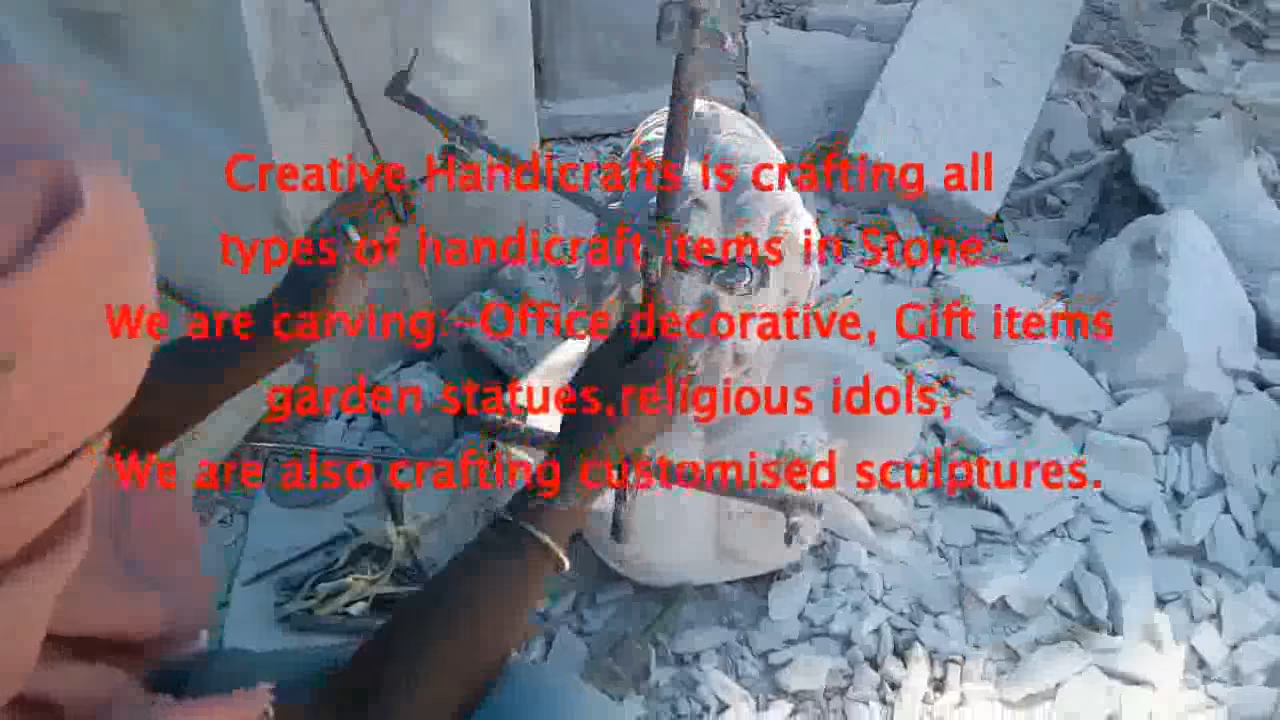 Creative Handicrafts is crafting all
types of handicraft items in Stone.
We are carving:-Office decorative, Gift items
garden statues,religious idols,
We are also crafting customised sculptures.